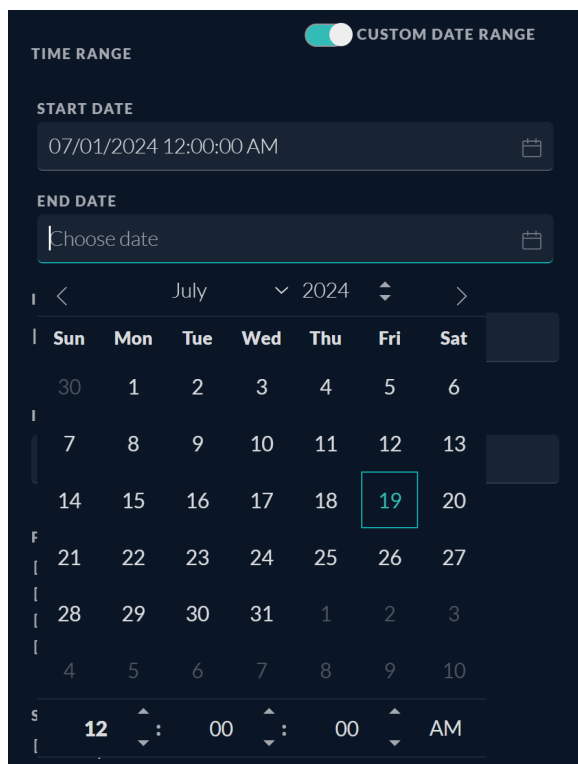 CUSTOM DATE RANGE
TIME RANGE
START DATE
07/01/2024 12:00:00 AM
END DATE
Choose date
July 2024
Sun Mon Tue Wed Thu Fri Sat
30 1 2 3 4 5 6
7 8 9 10 11 12 13
14 15 16 17 18 19 20
21 22 23 24 25 26 27
28 29 30 31 1 2 3
4 5 6 7 8 9 10
12 : 00 : 00 AM